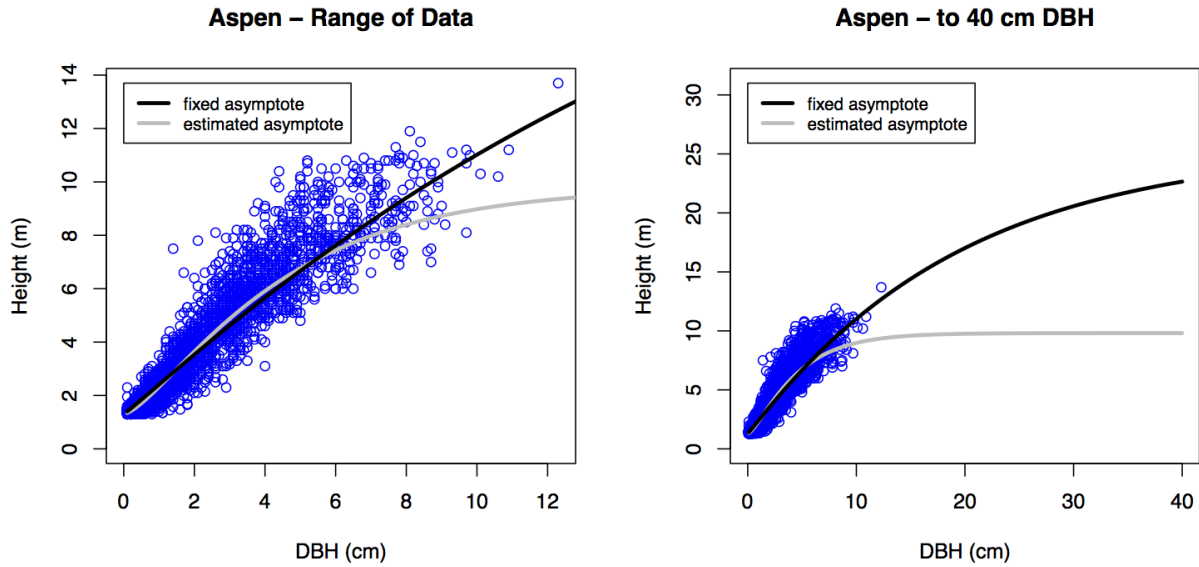 Aspen – Range of Data
fixed asymptote
estimated asymptote
Height (m)
14
12
10
8
6
4
2
0
0 2 4 6 8 10 12
DBH (cm)
Aspen – to 40 cm DBH
fixed asymptote
estimated asymptote
Height (m)
30
25
20
15
10
5
0
0 10 20 30 40
DBH (cm)